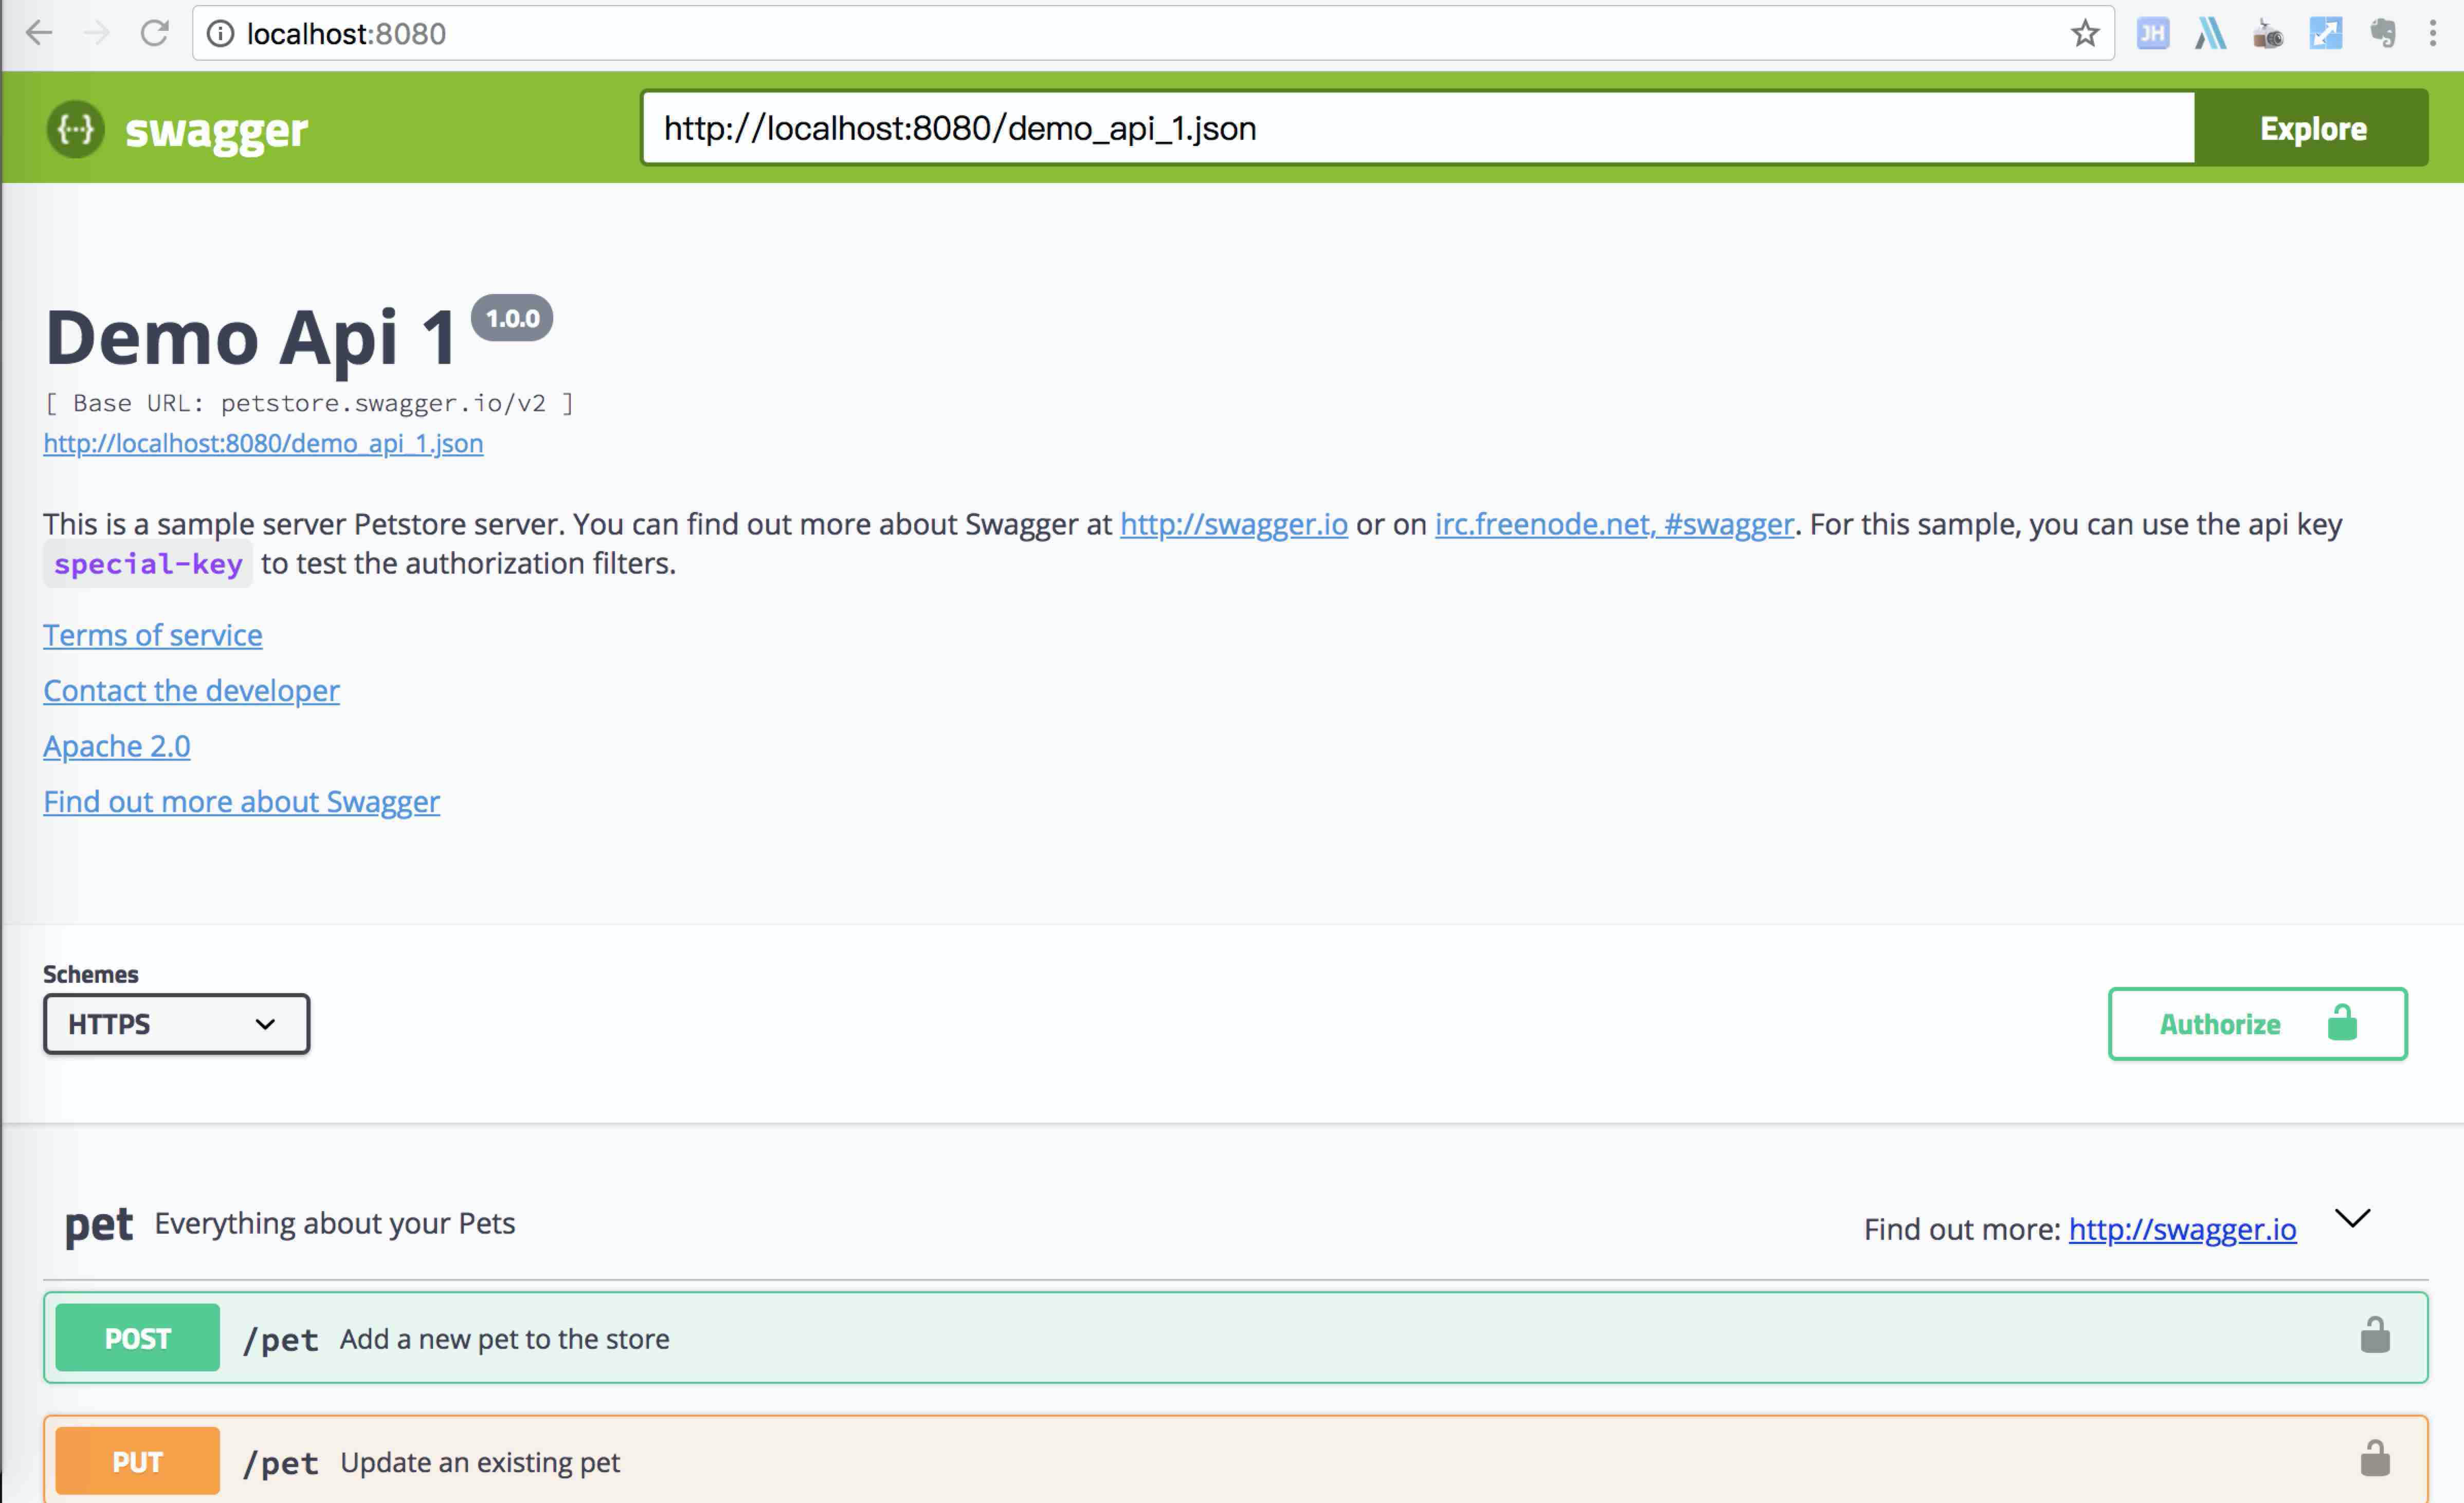 localhost:8080
JH
{...} swagger
http://localhost:8080/demo_api_1.json
Explore
Demo Api 1 1.0.0
[ Base URL: petstore.swagger.io/v2 ]
http://localhost:8080/demo_api_1.json
This is a sample server Petstore server. You can find out more about Swagger at http://swagger.io or on irc.freenode.net, #swagger. For this sample, you can use the api key
special-key to test the authorization filters.
Terms of service
Contact the developer
Apache 2.0
Find out more about Swagger
Schemes
HTTPS
Authorize
pet Everything about your Pets
Find out more: http://swagger.io
POST /pet Add a new pet to the store
PUT /pet Update an existing pet